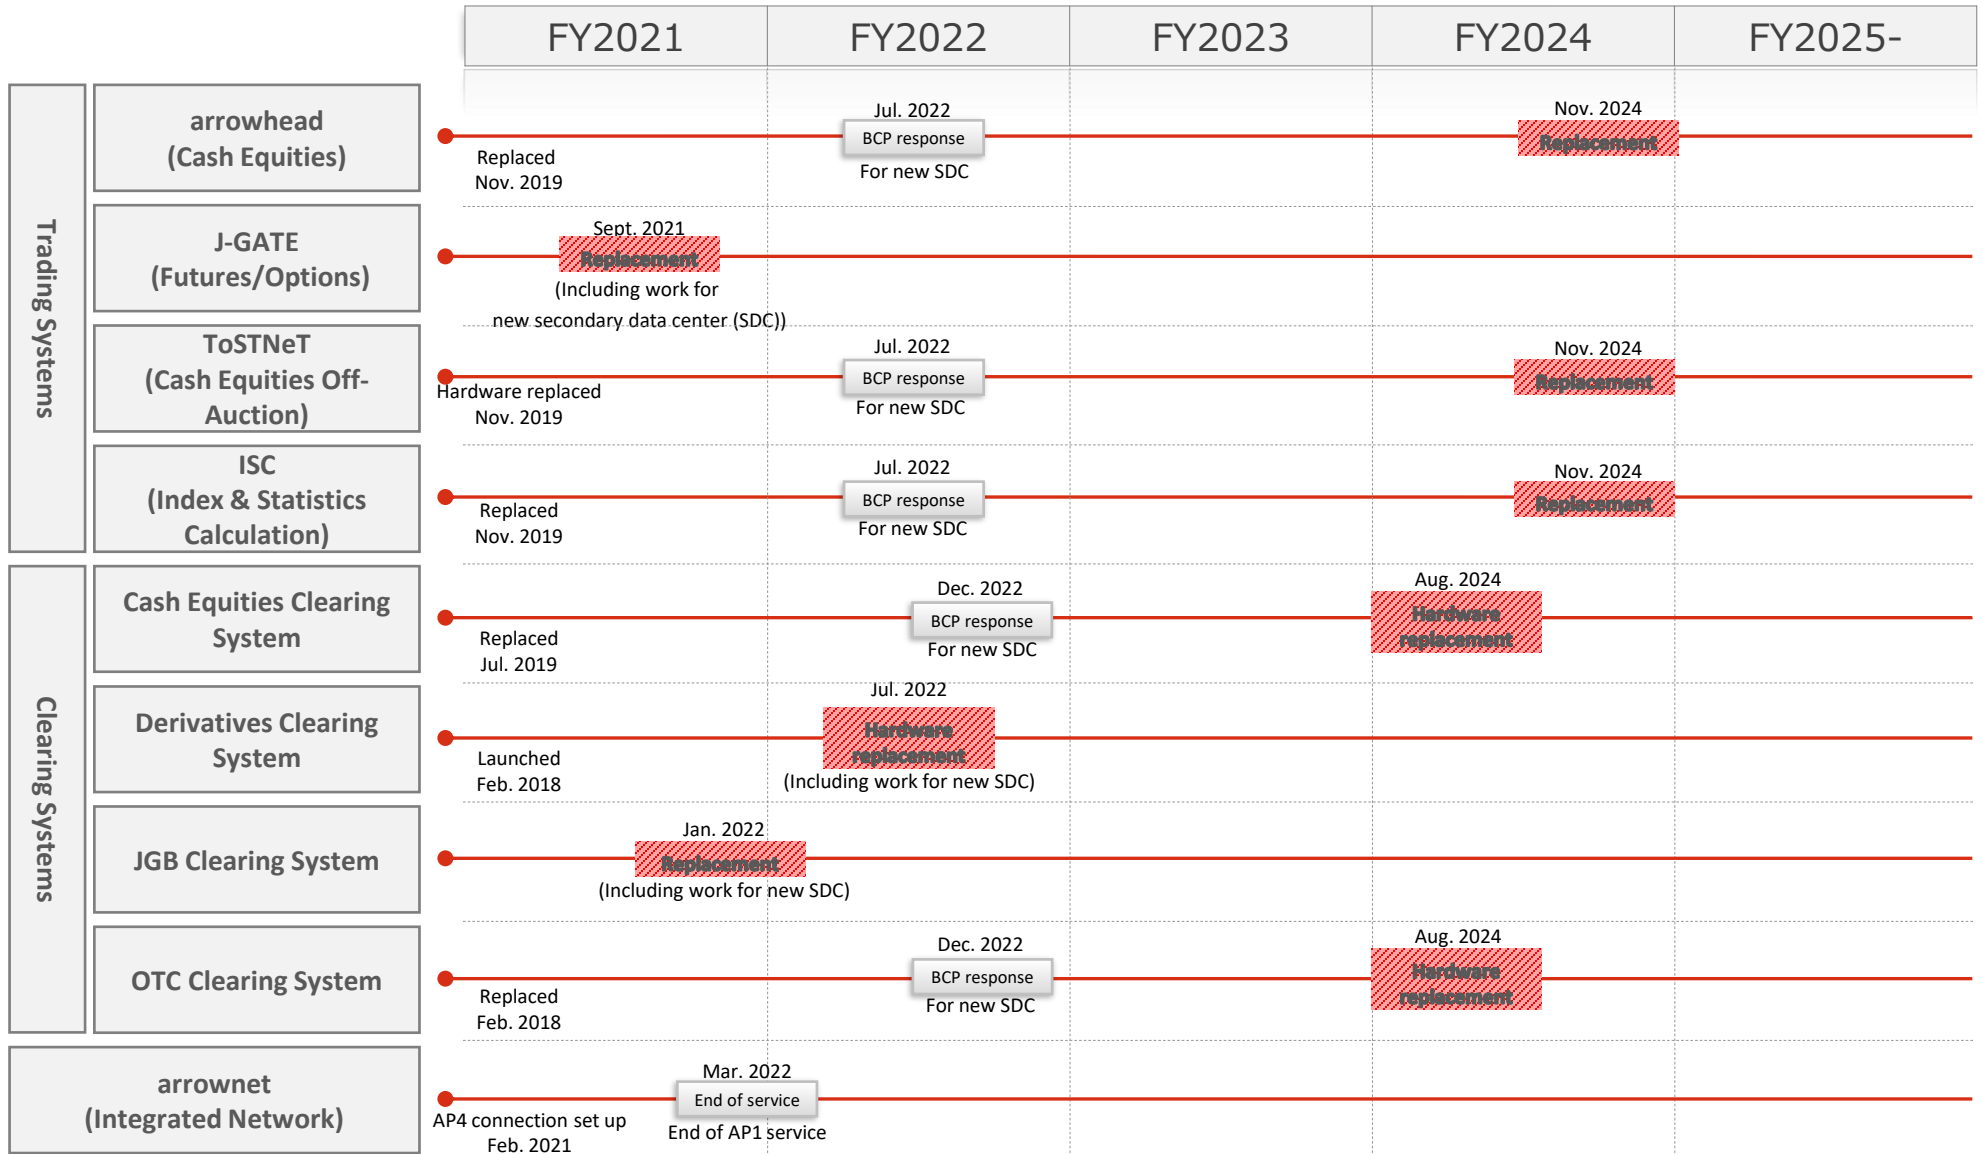 FY2021
FY2022
FY2023
FY2024
FY2025-
Trading Systems
arrowhead
(Cash Equities)
Replaced
Nov. 2019
Jul. 2022
BCP response
For new SDC
Nov. 2024
Replacement
J-GATE
(Futures/Options)
Sept. 2021
Replacement
(Including work for
new secondary data center (SDC))
ToSTNeT
(Cash Equities Off-
Auction)
Hardware replaced
Nov. 2019
Jul. 2022
BCP response
For new SDC
Nov. 2024
Replacement
ISC
(Index & Statistics
Calculation)
Replaced
Nov. 2019
Jul. 2022
BCP response
For new SDC
Nov. 2024
Replacement
Clearing Systems
Cash Equities Clearing
System
Replaced
Jul. 2019
Dec. 2022
BCP response
For new SDC
Aug. 2024
Hardware
replacement
Derivatives Clearing
System
Launched
Feb. 2018
Jul. 2022
Hardware
replacement
(Including work for new SDC)
JGB Clearing System
Jan. 2022
Replacement
(Including work for new SDC)
OTC Clearing System
Replaced
Feb. 2018
Dec. 2022
BCP response
For new SDC
Aug. 2024
Hardware
replacement
arrownet
(Integrated Network)
AP4 connection set up
Feb. 2021
Mar. 2022
End of service
End of AP1 service